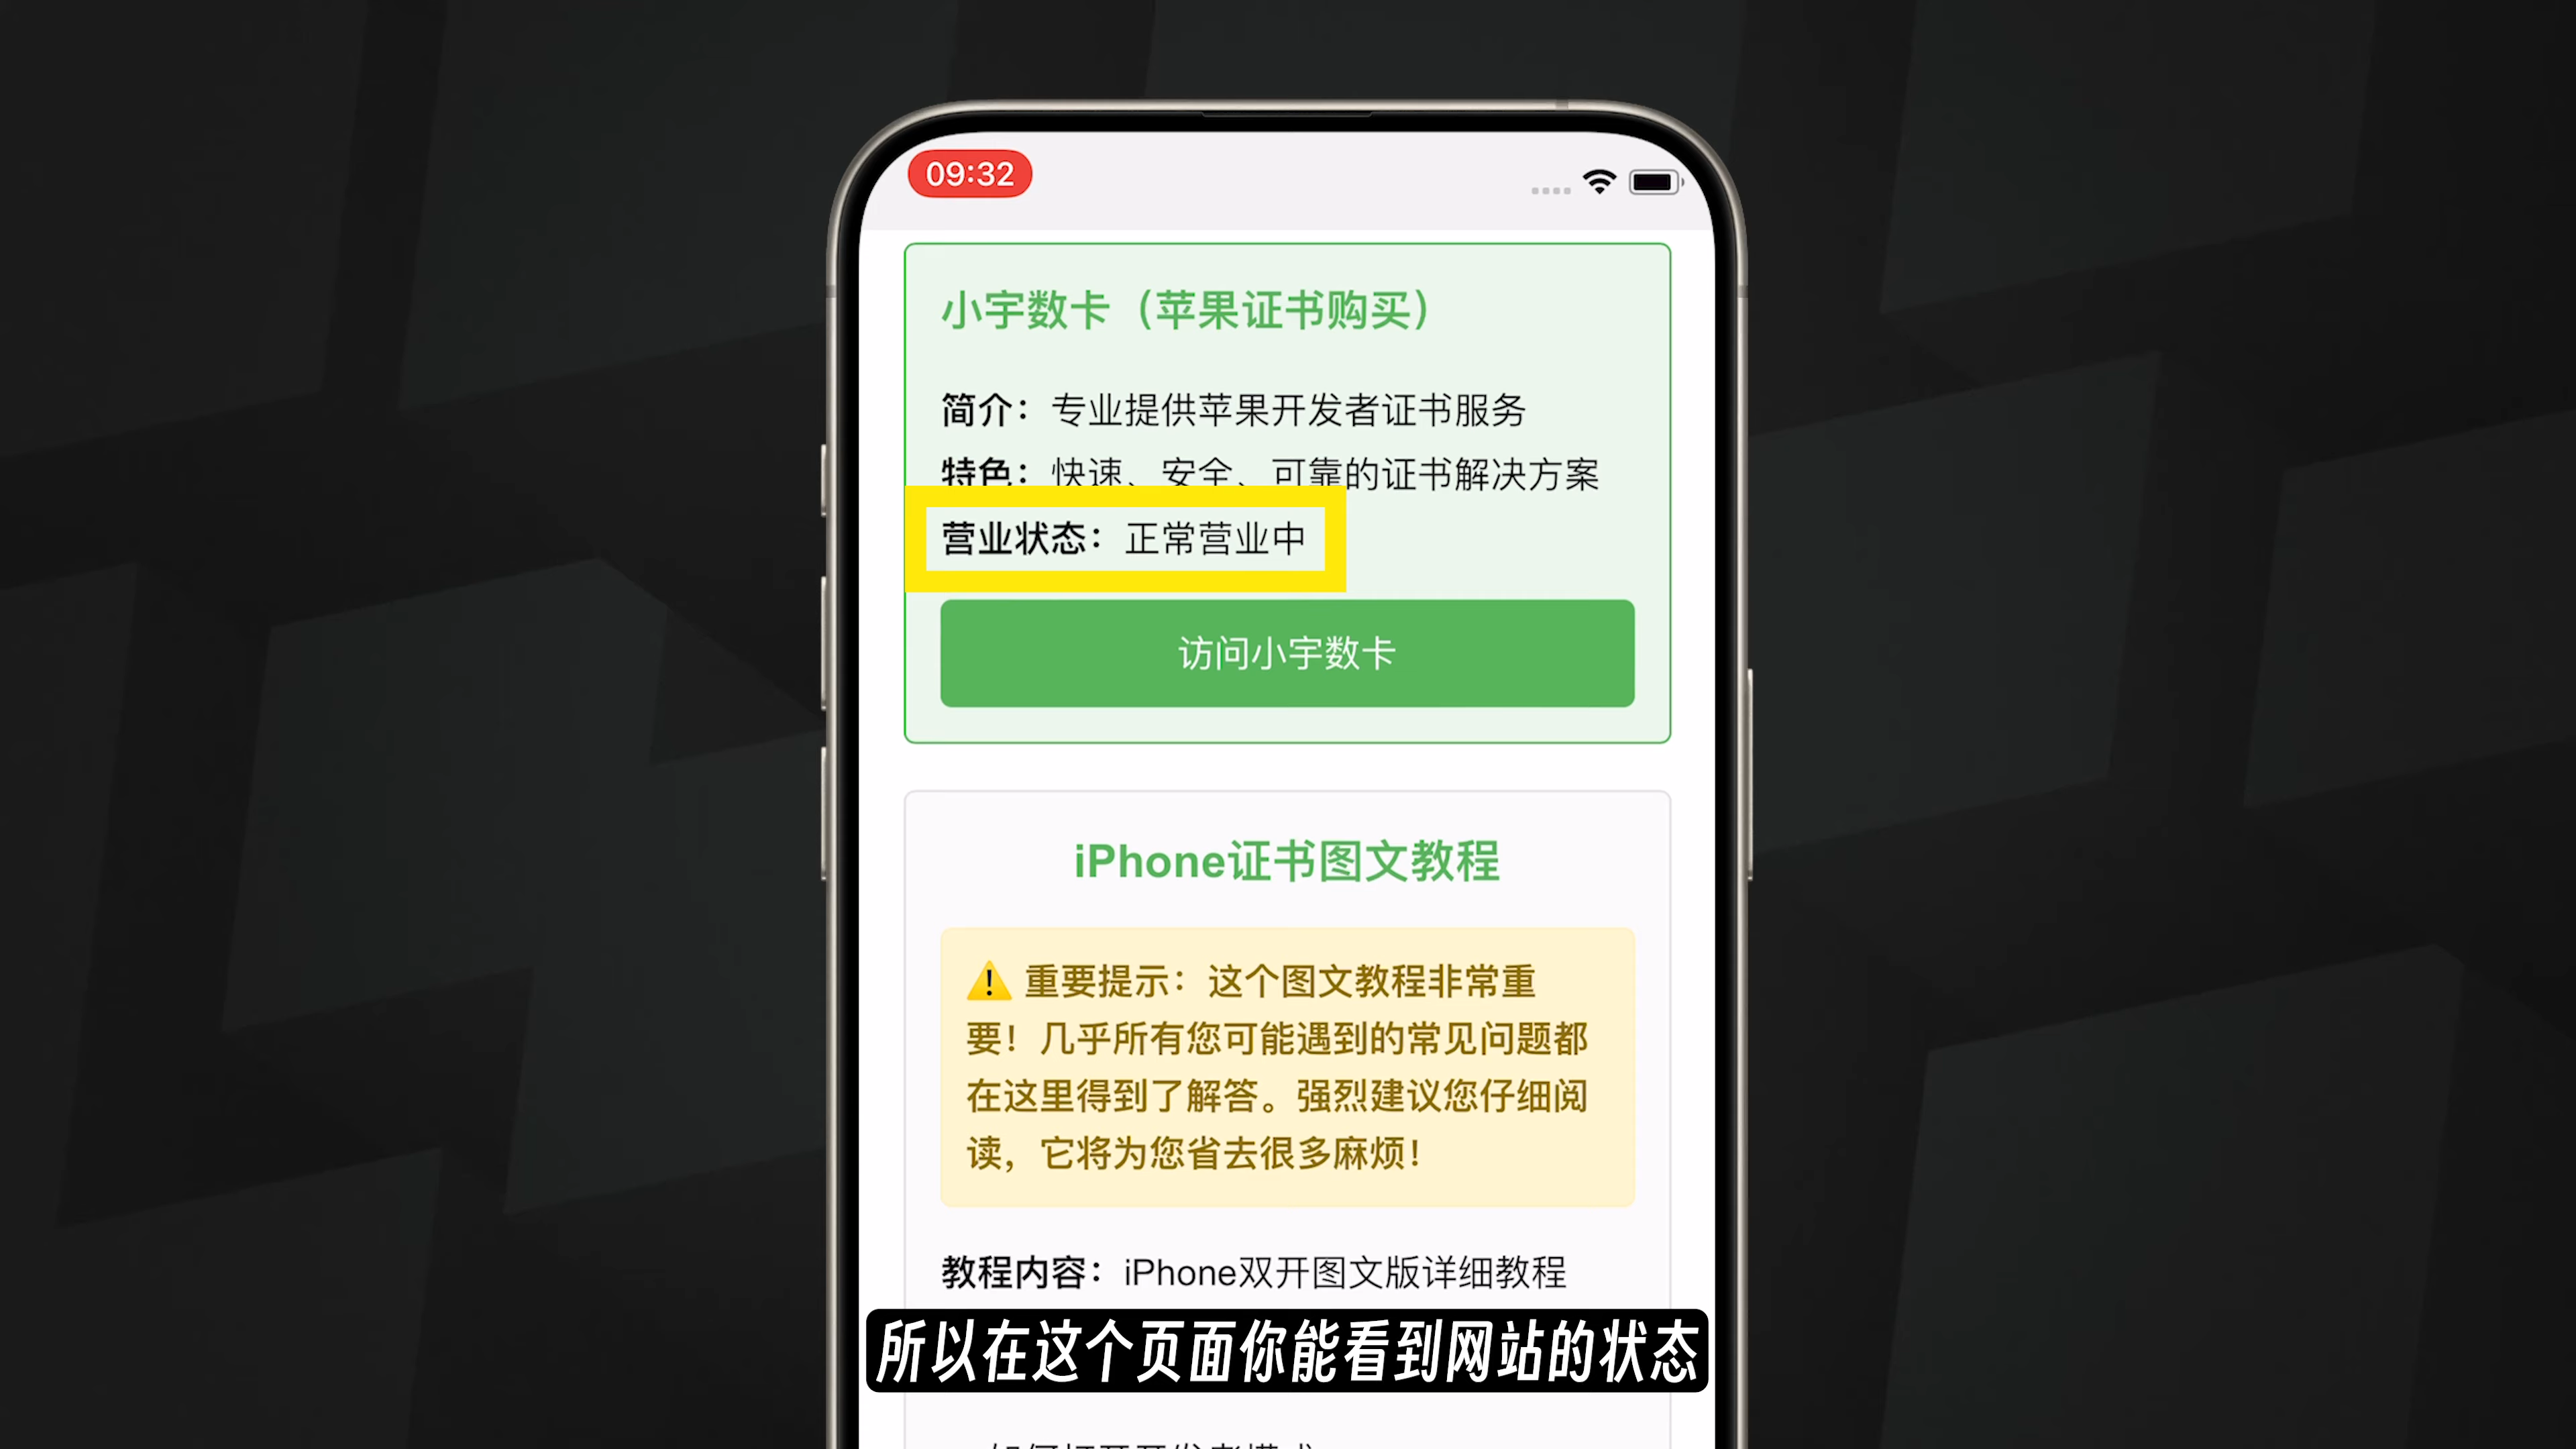 09:32
小宇数卡（苹果证书购买）
简介：专业提供苹果开发者证书服务
特色：快速、安全、可靠的证书解决方案
营业状态：正常营业中
访问小宇数卡
iPhone证书图文教程
⚠️ 重要提示：这个图文教程非常重
要！几乎所有您可能遇到的常见问题都
在这里得到了解答。强烈建议您仔细阅
读，它将为您省去很多麻烦！
教程内容：iPhone双开图文版详细教程
所以在这个页面你能看到网站的状态